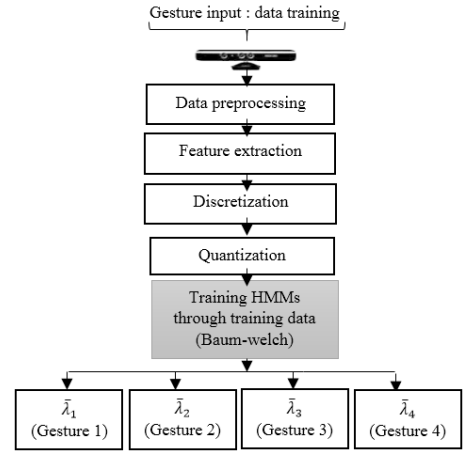 Gesture input : data training
Data preprocessing
Feature extraction
Discretization
Quantization
Training HMMs
through training data
(Baum-welch)
λ̄₁
(Gesture 1)
λ̄₂
(Gesture 2)
λ̄₃
(Gesture 3)
λ̄₄
(Gesture 4)